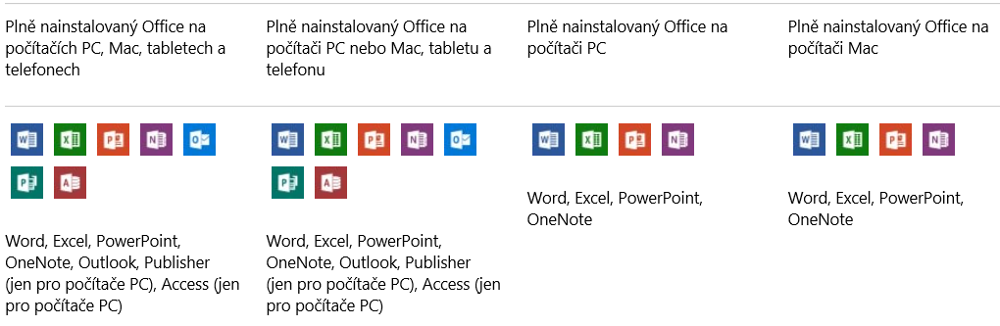 Plně nainstalovaný Office na
počítačích PC, Mac, tabletech a
telefonech
Plně nainstalovaný Office na
počítači PC nebo Mac, tabletu a
telefonu
Plně nainstalovaný Office na
počítači PC
Plně nainstalovaný Office na
počítači Mac
W X P N O
P A
Word, Excel, PowerPoint,
OneNote, Outlook, Publisher
(jen pro počítače PC), Access (jen
pro počítače PC)
W X P N O
P A
Word, Excel, PowerPoint,
OneNote, Outlook, Publisher
(jen pro počítače PC), Access (jen
pro počítače PC)
W X P N
Word, Excel, PowerPoint,
OneNote
W X P N
Word, Excel, PowerPoint,
OneNote